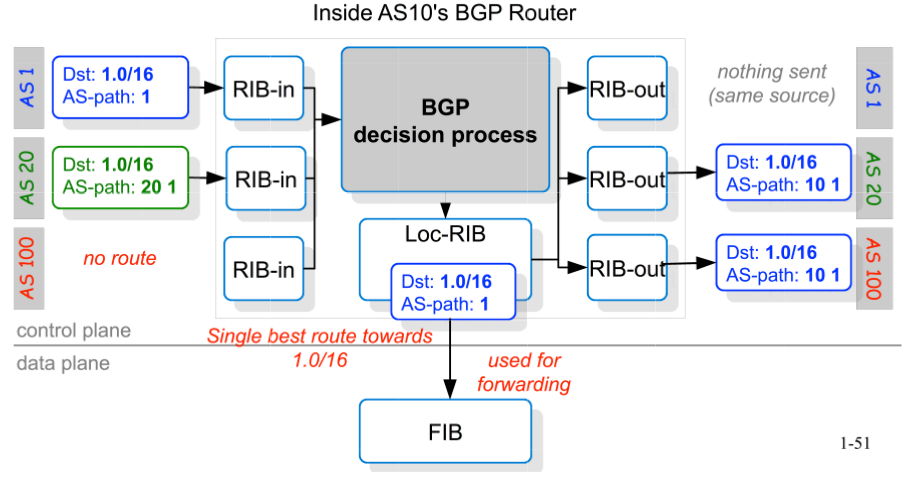 Inside AS10's BGP Router
AS 1
Dst: 1.0/16
AS-path: 1
RIB-in
BGP
decision process
RIB-out
nothing sent
(same source)
AS 1
AS 20
Dst: 1.0/16
AS-path: 20 1
RIB-in
RIB-out
Dst: 1.0/16
AS-path: 10 1
AS 20
AS 100
no route
RIB-in
Loc-RIB
Dst: 1.0/16
AS-path: 1
RIB-out
Dst: 1.0/16
AS-path: 10 1
AS 100
control plane
data plane
Single best route towards
1.0/16
used for
forwarding
FIB
1-51